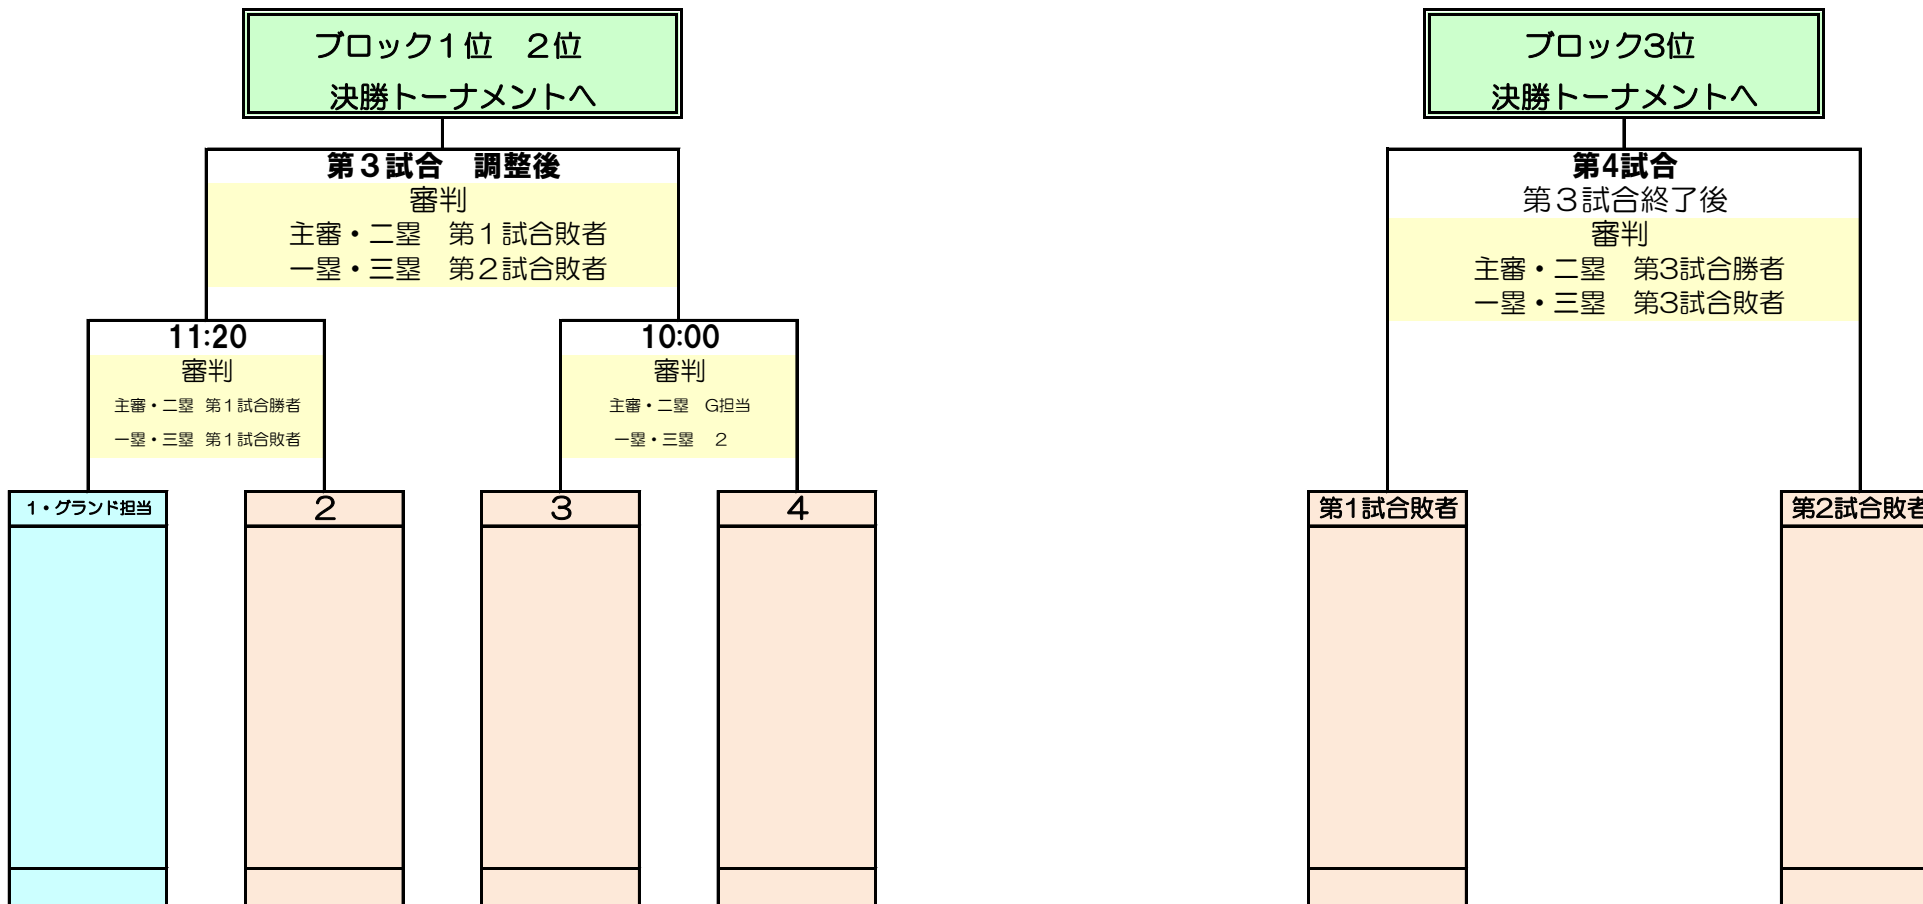 ブロック１位　２位
決勝トーナメントへ
第３試合　調整後
審判
主審・二塁　第１試合敗者
一塁・三塁　第２試合敗者
11:20
審判
主審・二塁 第１試合勝者
一塁・三塁 第１試合敗者
10:00
審判
主審・二塁　G担当
一塁・三塁　２
1・グランド担当
2
3
4
ブロック3位
決勝トーナメントへ
第4試合
第３試合終了後
審判
主審・二塁　第3試合勝者
一塁・三塁　第3試合敗者
第1試合敗者
第2試合敗者